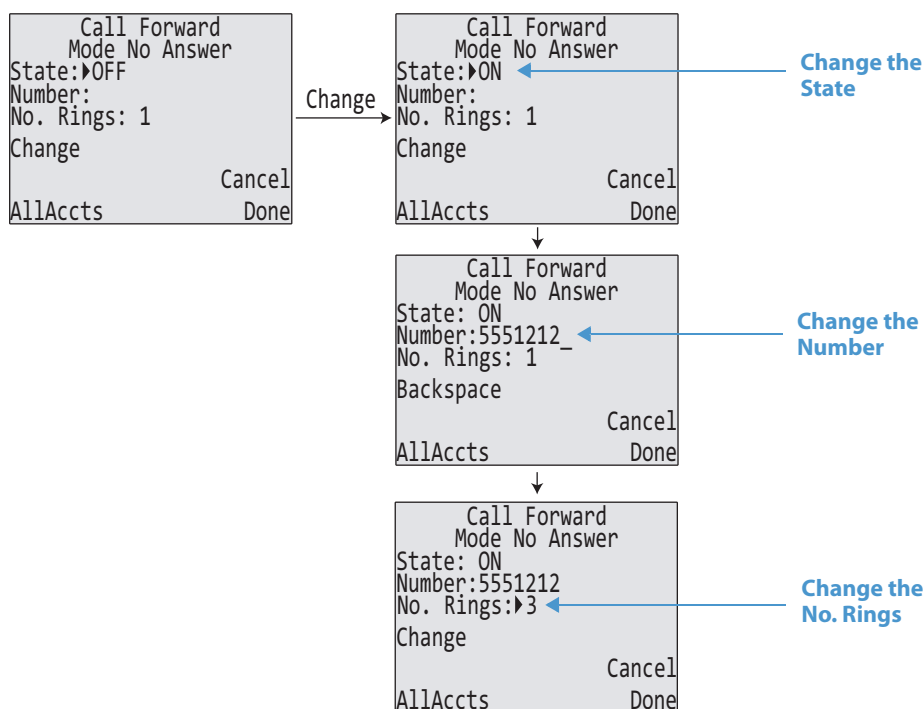 Call Forward
Mode No Answer
State:▶OFF
Number:
No. Rings: 1
Change
Cancel
AllAccts Done
Change
Call Forward
Mode No Answer
State:▶ON
Number:
No. Rings: 1
Change
Cancel
AllAccts Done
Change the
State
Call Forward
Mode No Answer
State: ON
Number:5551212_
No. Rings: 1
Backspace
Cancel
AllAccts Done
Change the
Number
Call Forward
Mode No Answer
State: ON
Number:5551212
No. Rings:▶3
Change
Cancel
AllAccts Done
Change the
No. Rings